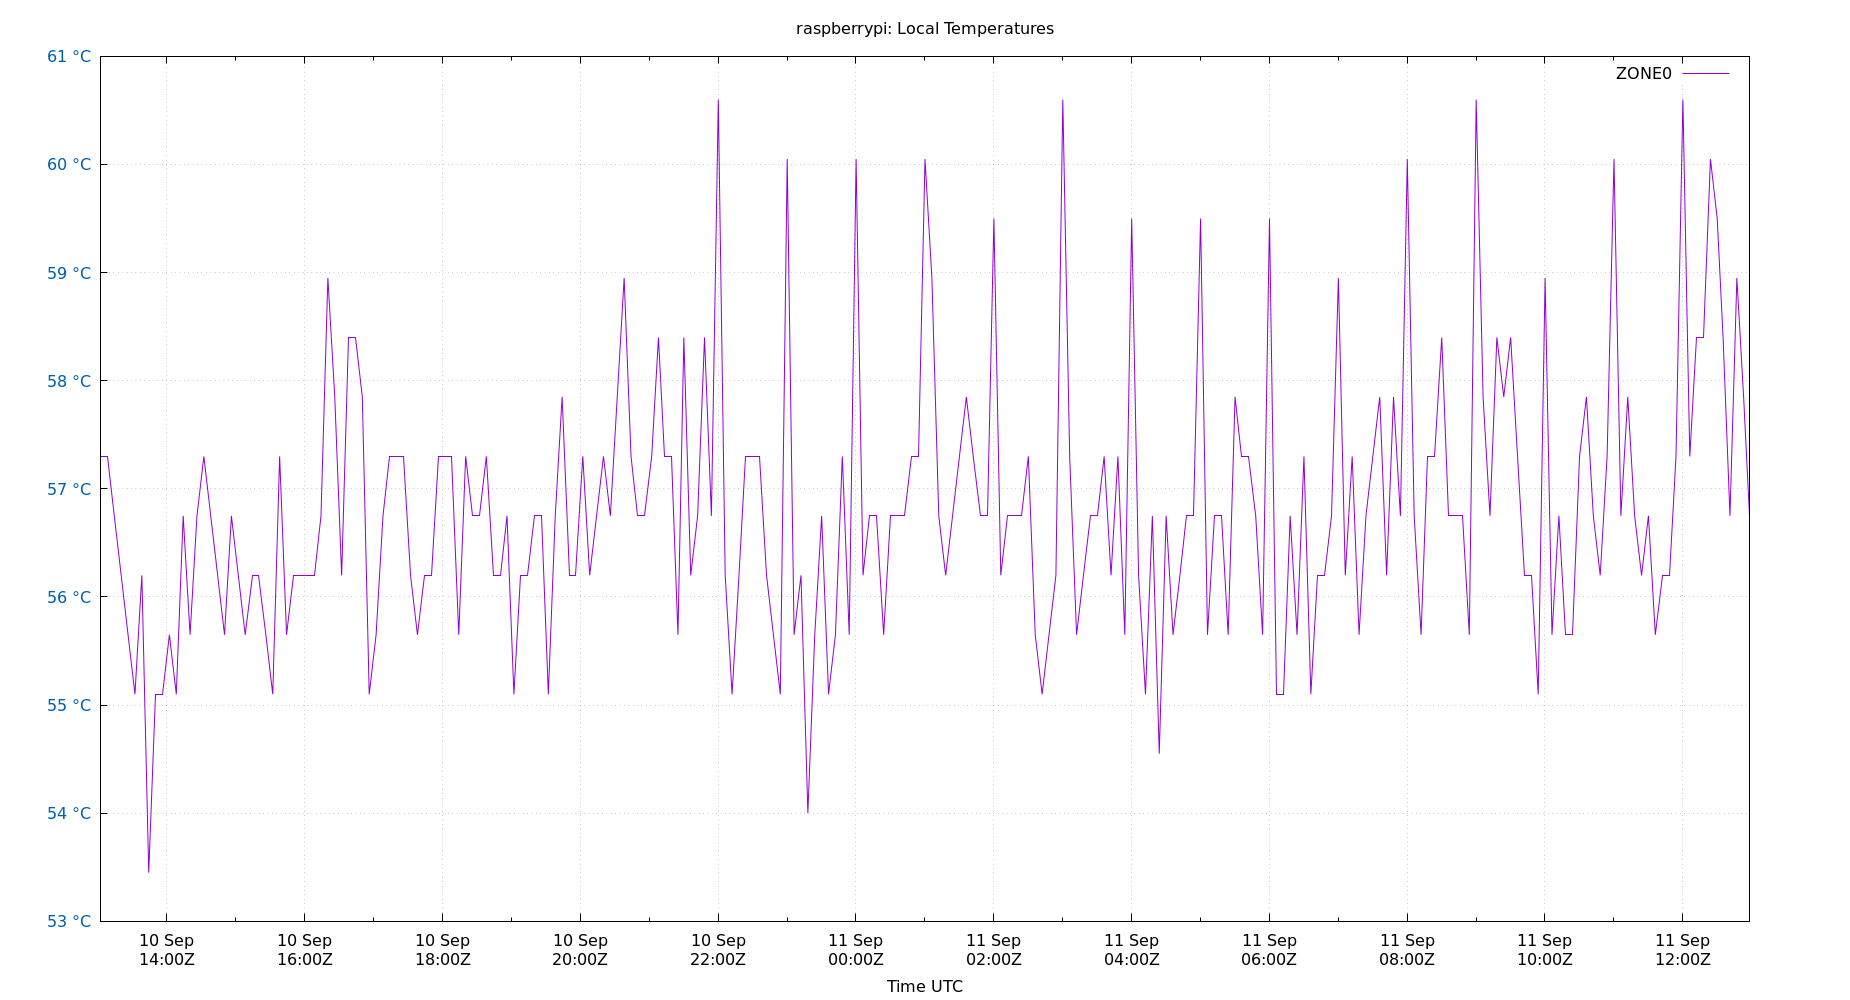 raspberrypi: Local Temperatures
61 °C
ZONE0
60 °C
59 °C
58 °C
57 °C
56 °C
55 °C
54 °C
53 °C
10 Sep 10 Sep 10 Sep 10 Sep 10 Sep 11 Sep 11 Sep 11 Sep 11 Sep 11 Sep 11 Sep 11 Sep
14:00Z 16:00Z 18:00Z 20:00Z 22:00Z 00:00Z 02:00Z 04:00Z 06:00Z 08:00Z 10:00Z 12:00Z
Time UTC